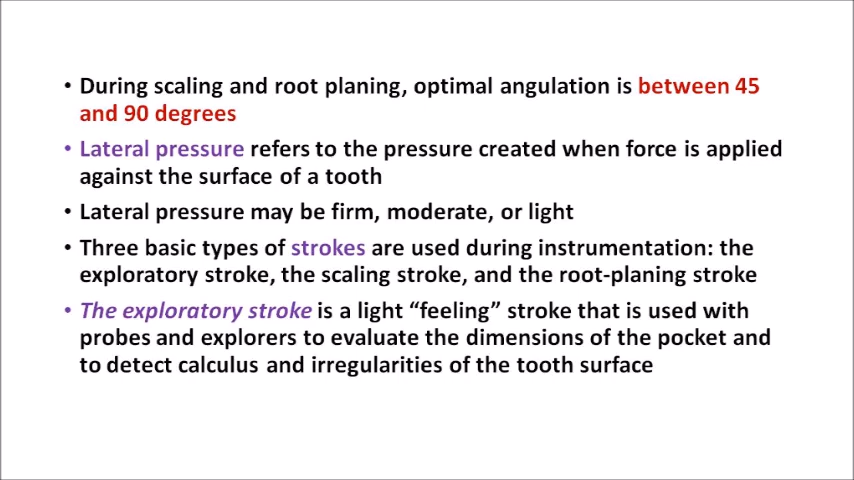 • During scaling and root planing, optimal angulation is between 45
and 90 degrees
• Lateral pressure refers to the pressure created when force is applied
against the surface of a tooth
• Lateral pressure may be firm, moderate, or light
• Three basic types of strokes are used during instrumentation: the
exploratory stroke, the scaling stroke, and the root-planing stroke
• The exploratory stroke is a light “feeling” stroke that is used with
probes and explorers to evaluate the dimensions of the pocket and
to detect calculus and irregularities of the tooth surface